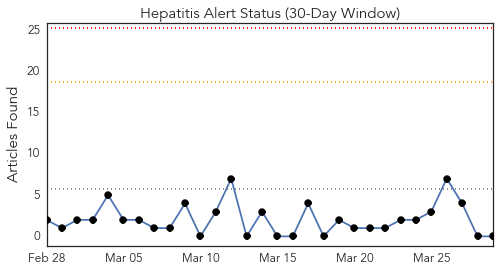 Hepatitis Alert Status (30-Day Window)
Articles Found
25
20
15
10
5
0
Feb 28 Mar 05 Mar 10 Mar 15 Mar 20 Mar 25